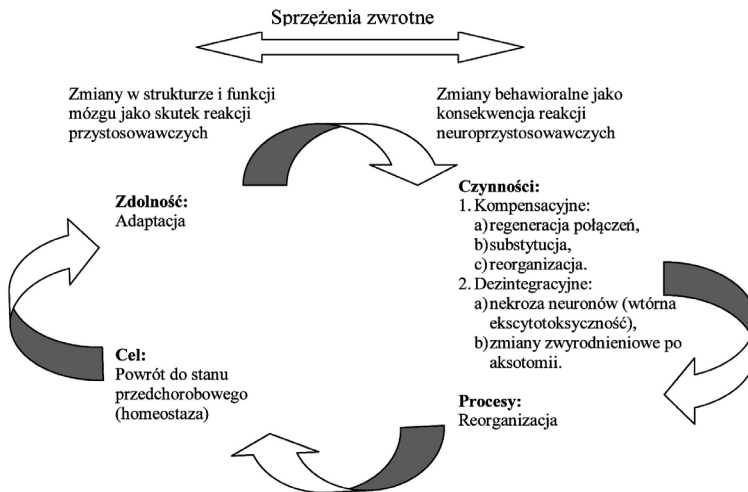 Sprzężenia zwrotne
Zmiany w strukturze i funkcji
mózgu jako skutek reakcji
przystosowawczych
Zmiany behawioralne jako
konsekwencja reakcji
neuroprzystosowawczych
Zdolność:
Adaptacja
Czynności:
1. Kompensacyjne:
a) regeneracja połączeń,
b) substytucja,
c) reorganizacja.
2. Dezintegracyjne:
a) nekroza neuronów (wtórna
ekscytotoksyczność),
b) zmiany zwyrodnieniowe po
aksotomii.
Cel:
Powrót do stanu
przedchorobowego
(homeostaza)
Procesy:
Reorganizacja